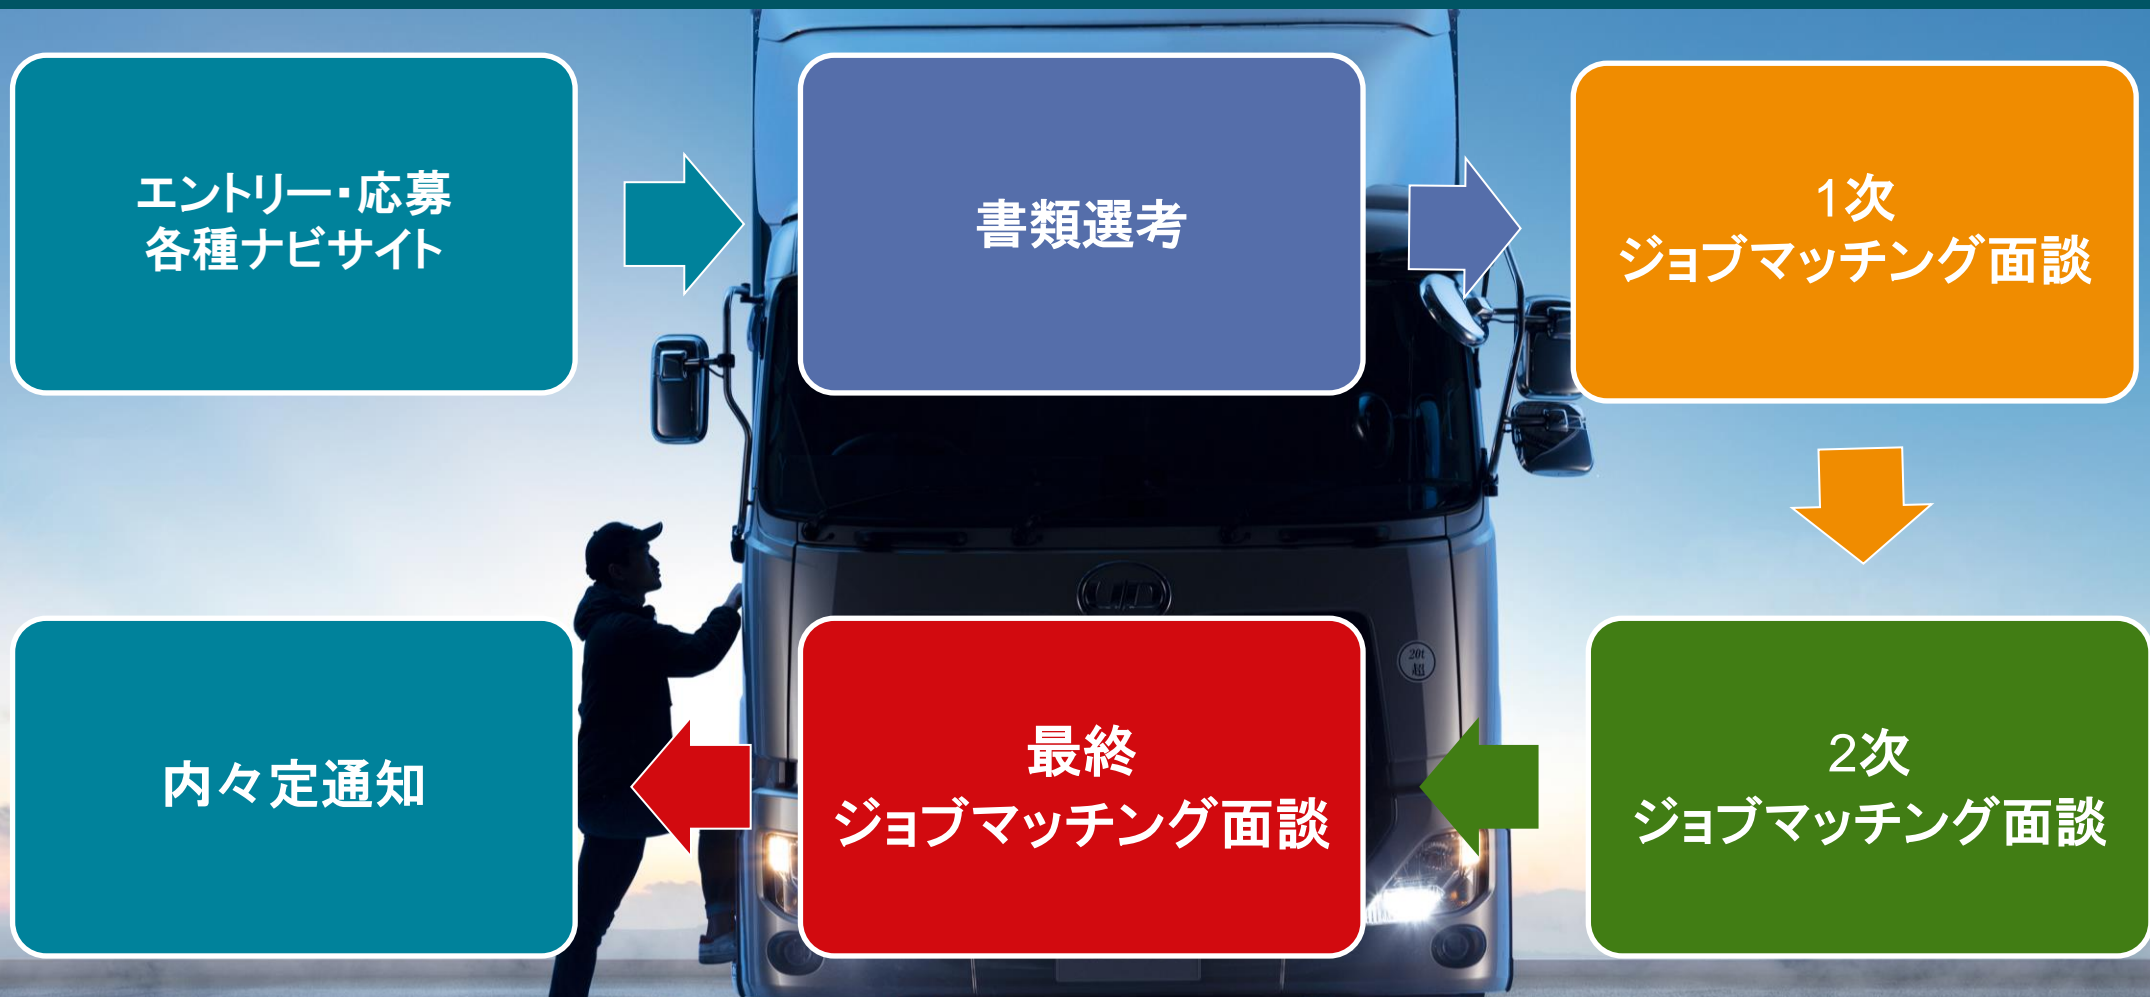 エントリー・応募
各種ナビサイト
書類選考
1次
ジョブマッチング面談
2次
ジョブマッチング面談
最終
ジョブマッチング面談
内々定通知
UD
20t
超